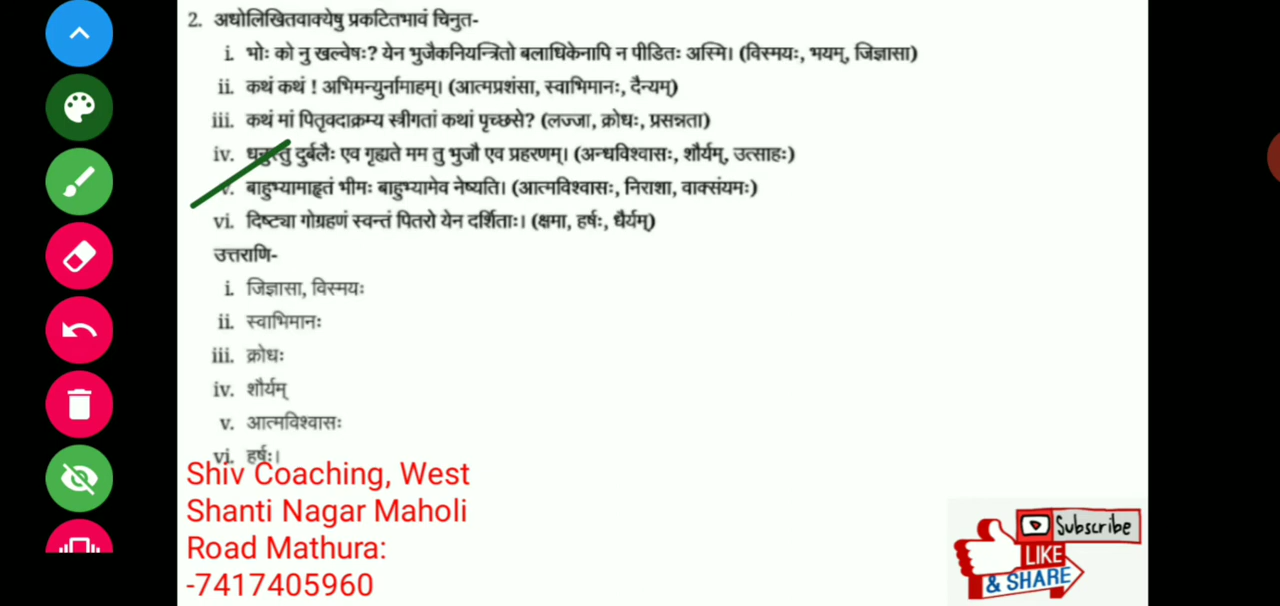 2. अधोलिखितवाक्येषु प्रकटितभावं चिनुत-
i. भोः को नु खल्वेषः? येन भुजैकनियन्त्रितो बलाधिकेनापि न पीडितः अस्मि। (विस्मयः, भयम्, जिज्ञासा)
ii. कथं कथं ! अभिमन्युर्नामाहम्। (आत्मप्रशंसा, स्वाभिमानः, दैन्यम्)
iii. कथं मां पितृवदाक्रम्य स्त्रीगतां कथां पृच्छसे? (लज्जा, क्रोधः, प्रसन्नता)
iv. धनुस्तु दुर्बलैः एव गृह्यते मम तु भुजौ एव प्रहरणम्। (अन्धविश्वासः, शौर्यम्, उत्साहः)
v. बाहुभ्यामाहृतं भीमः बाहुभ्यामेव नेष्यति। (आत्मविश्वासः, निराशा, वाक्संयमः)
vi. दिष्ट्या गोग्रहणं स्वन्तं पितरो येन दर्शिताः। (क्षमा, हर्षः, धैर्यम्)
उत्तराणि-
i. जिज्ञासा, विस्मयः
ii. स्वाभिमानः
iii. क्रोधः
iv. शौर्यम्
v. आत्मविश्वासः
vi. हर्षः।
Shiv Coaching, West
Shanti Nagar Maholi
Road Mathura:
-7417405960
Subscribe
LIKE
& SHARE